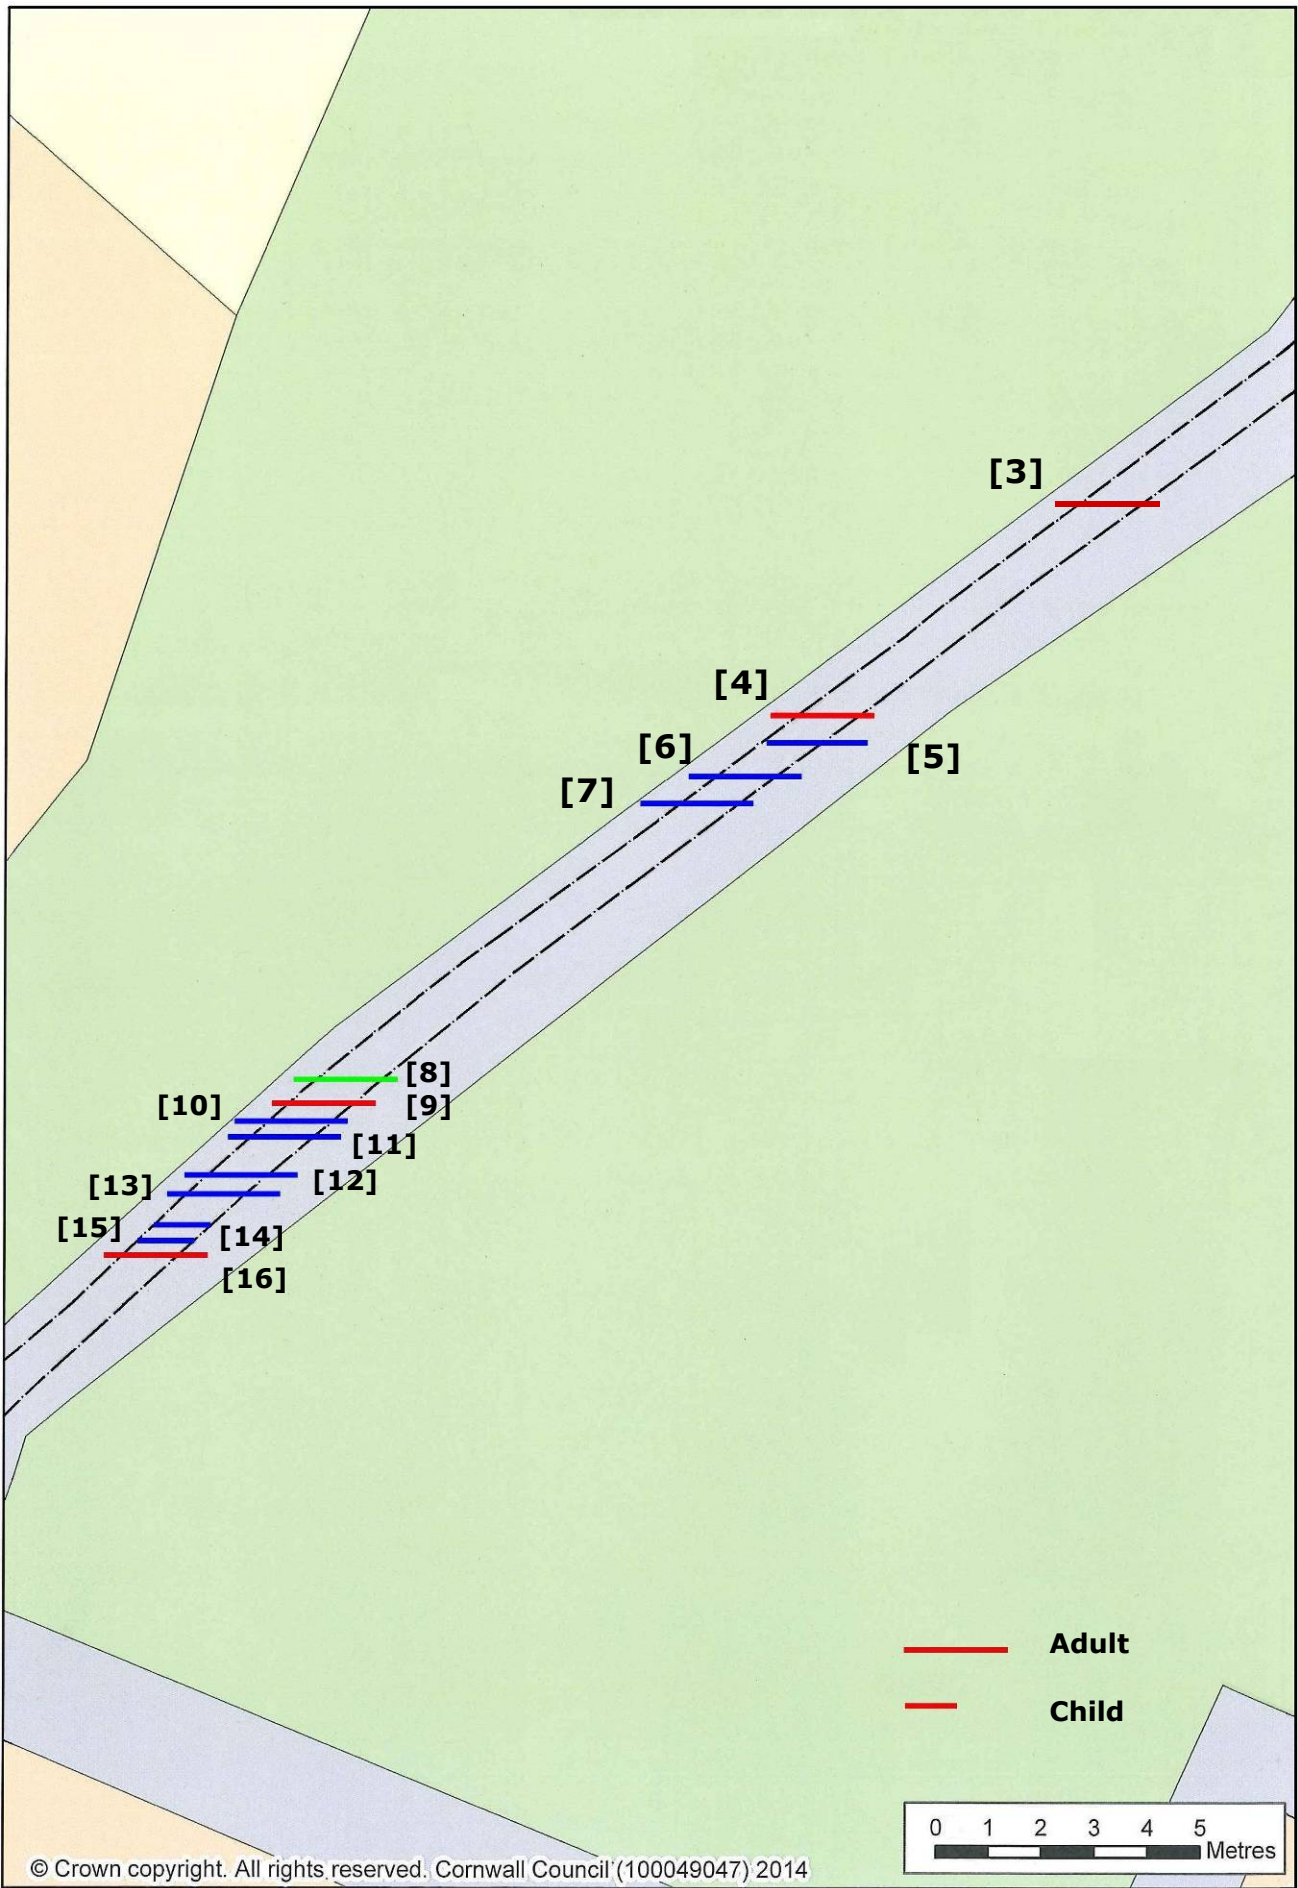 [3]
[4]
[6]
[5]
[7]
[8]
[10]
[9]
[11]
[13]
[12]
[15]
[14]
[16]
Adult
Child
0 1 2 3 4 5
Metres
© Crown copyright. All rights reserved. Cornwall Council (100049047) 2014